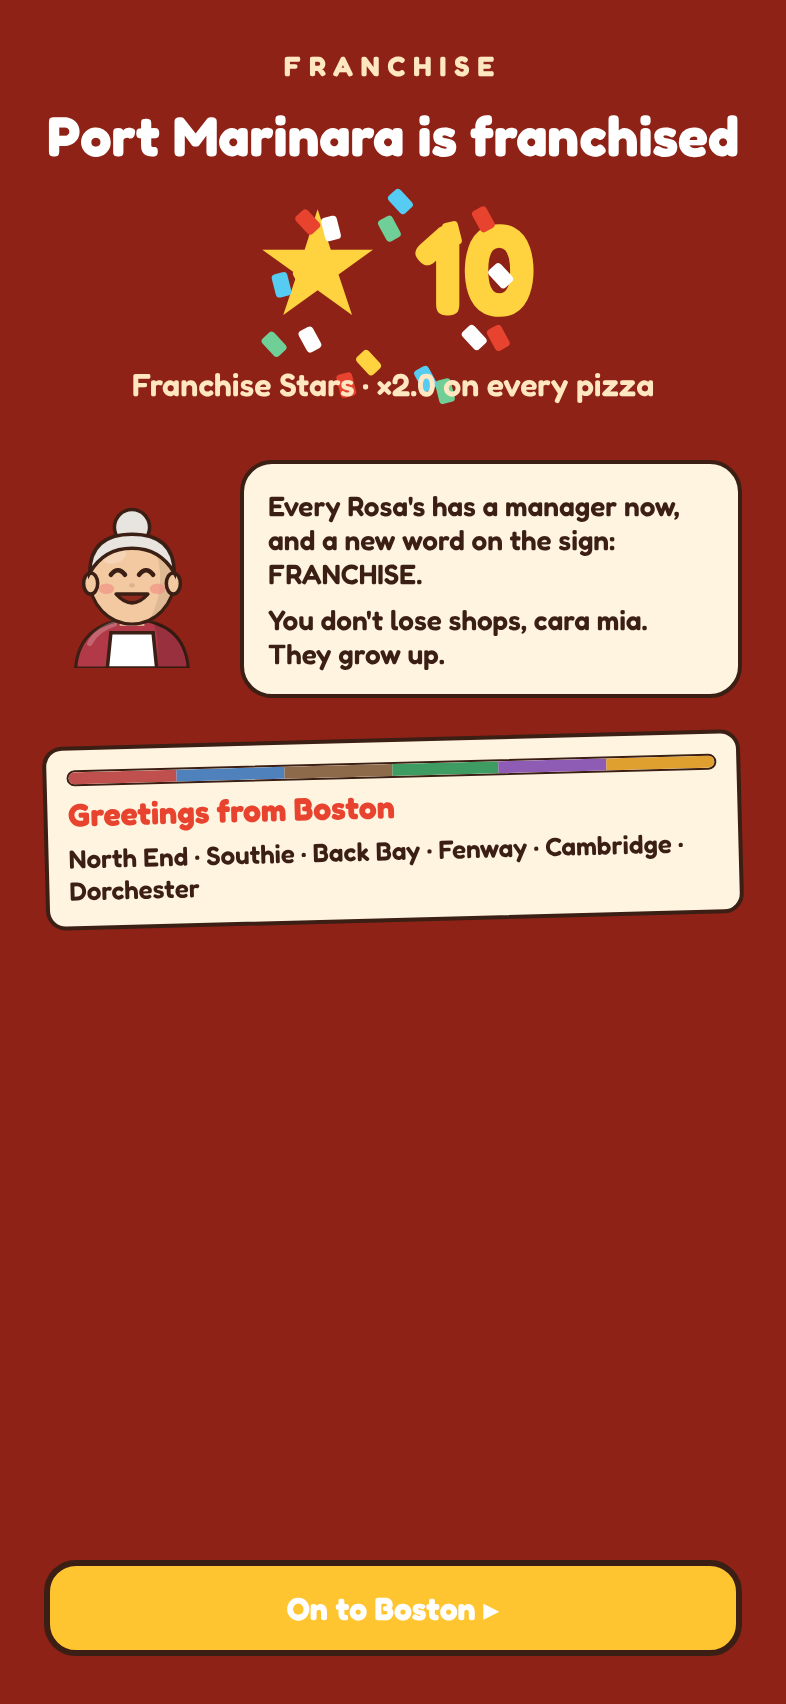 FRANCHISE
Port Marinara is franchised
10
Franchise Stars · x2.0 on every pizza
Every Rosa's has a manager now,
and a new word on the sign:
FRANCHISE.
You don't lose shops, cara mia.
They grow up.
Greetings from Boston
North End · Southie · Back Bay · Fenway · Cambridge ·
Dorchester
On to Boston ▸